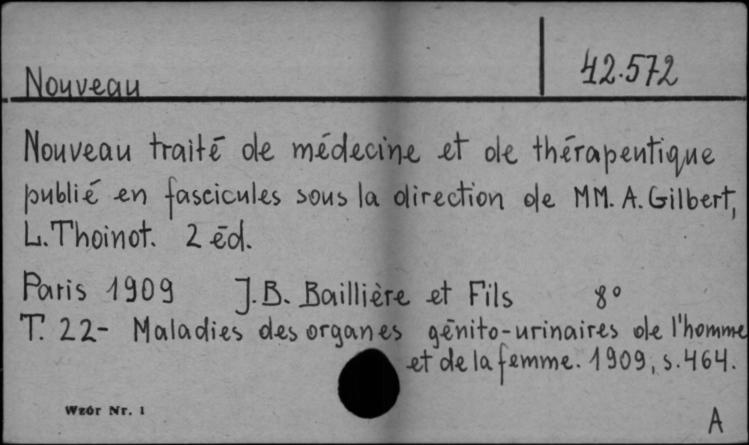 Nouveau 42.572
Nouveau traité de médecine et de thérapeutique
publié en fascicules sous la direction de MM. A. Gilbert,
L. Thoinot. 2 éd.
Paris 1909 J. B. Baillière et Fils 8°
T. 22- Maladies des organes génito-urinaires de l'homme
et de la femme. 1909, s. 464.
Wzór Nr. 1
A